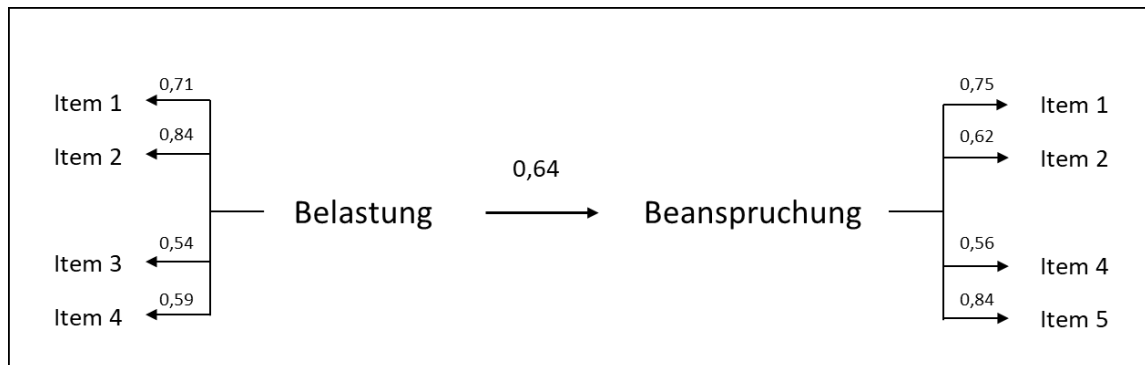 0,71
Item 1
0,84
Item 2
0,54
Item 3
0,59
Item 4
Belastung
0,64
Beanspruchung
0,75
Item 1
0,62
Item 2
0,56
Item 4
0,84
Item 5